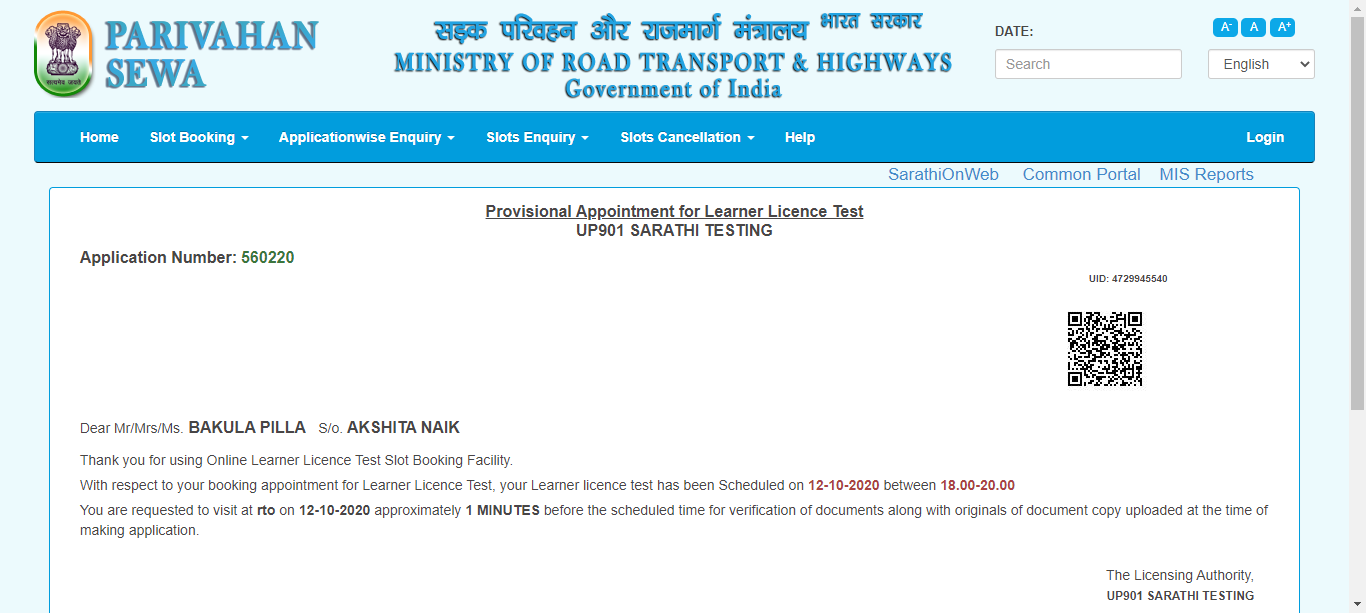 PARIVAHAN
SEWA
सड़क परिवहन और राजमार्ग मंत्रालय भारत सरकार
MINISTRY OF ROAD TRANSPORT & HIGHWAYS
Government of India
DATE:
A- A A+
Search
English
Home Slot Booking Applicationwise Enquiry Slots Enquiry Slots Cancellation Help Login
SarathiOnWeb Common Portal MIS Reports
Provisional Appointment for Learner Licence Test
UP901 SARATHI TESTING
Application Number: 560220
UID: 4729945540
Dear Mr/Mrs/Ms. BAKULA PILLA S/o. AKSHITA NAIK
Thank you for using Online Learner Licence Test Slot Booking Facility.
With respect to your booking appointment for Learner Licence Test, your Learner licence test has been Scheduled on 12-10-2020 between 18.00-20.00
You are requested to visit at rto on 12-10-2020 approximately 1 MINUTES before the scheduled time for verification of documents along with originals of document copy uploaded at the time of
making application.
The Licensing Authority,
UP901 SARATHI TESTING